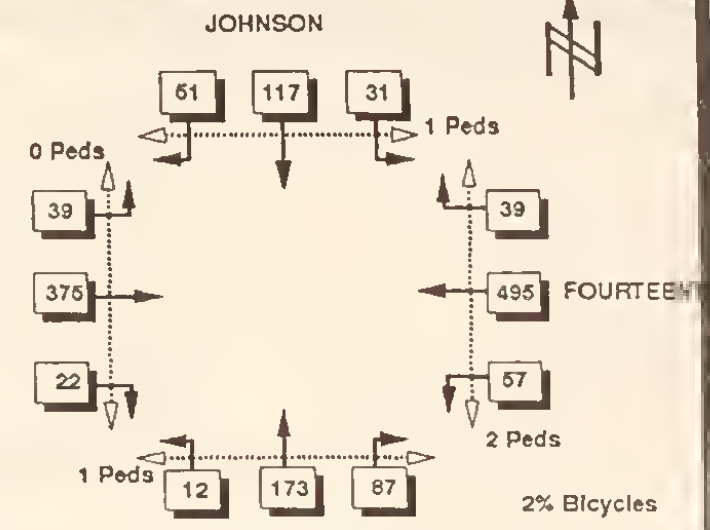 JOHNSON
N
61 117 31
1 Peds
0 Peds
39
39
375
495
FOURTEENT
22
57
2 Peds
1 Peds
12 173 87
2% Bicycles